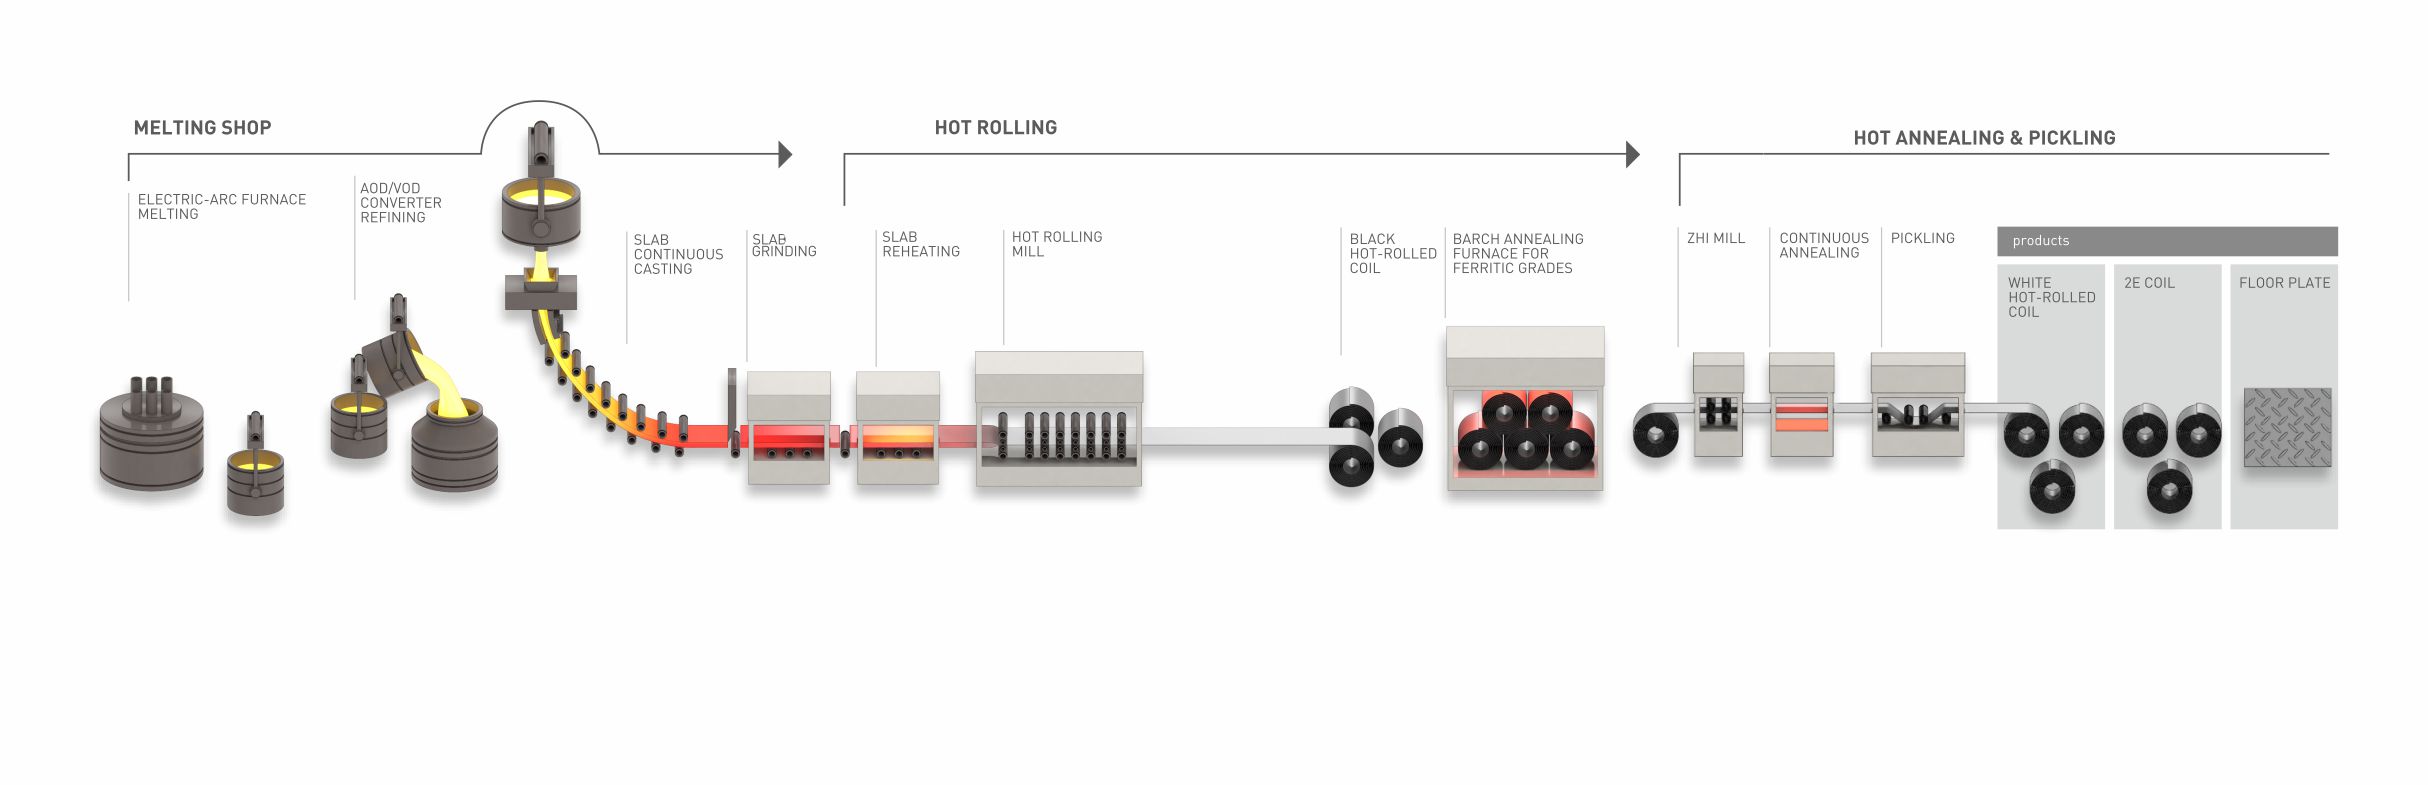 MELTING SHOP
HOT ROLLING
HOT ANNEALING & PICKLING
ELECTRIC-ARC FURNACE
MELTING
AOD/VOD
CONVERTER
REFINING
SLAB
CONTINUOUS
CASTING
SLAB
GRINDING
SLAB
REHEATING
HOT ROLLING
MILL
BLACK
HOT-ROLLED
COIL
BARCH ANNEALING
FURNACE FOR
FERRITIC GRADES
ZHI MILL
CONTINUOUS
ANNEALING
PICKLING
products
WHITE
HOT-ROLLED
COIL
2E COIL
FLOOR PLATE